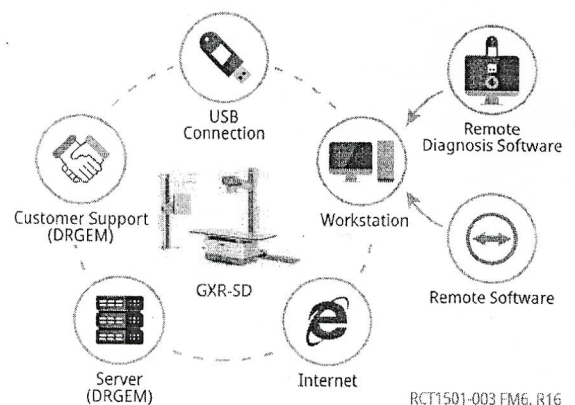 USB
Connection
Remote
Diagnosis Software
Customer Support
(DRGEM)
Workstation
GXR-SD
Remote Software
Server
(DRGEM)
Internet
RCT1501-003 FM6, R16